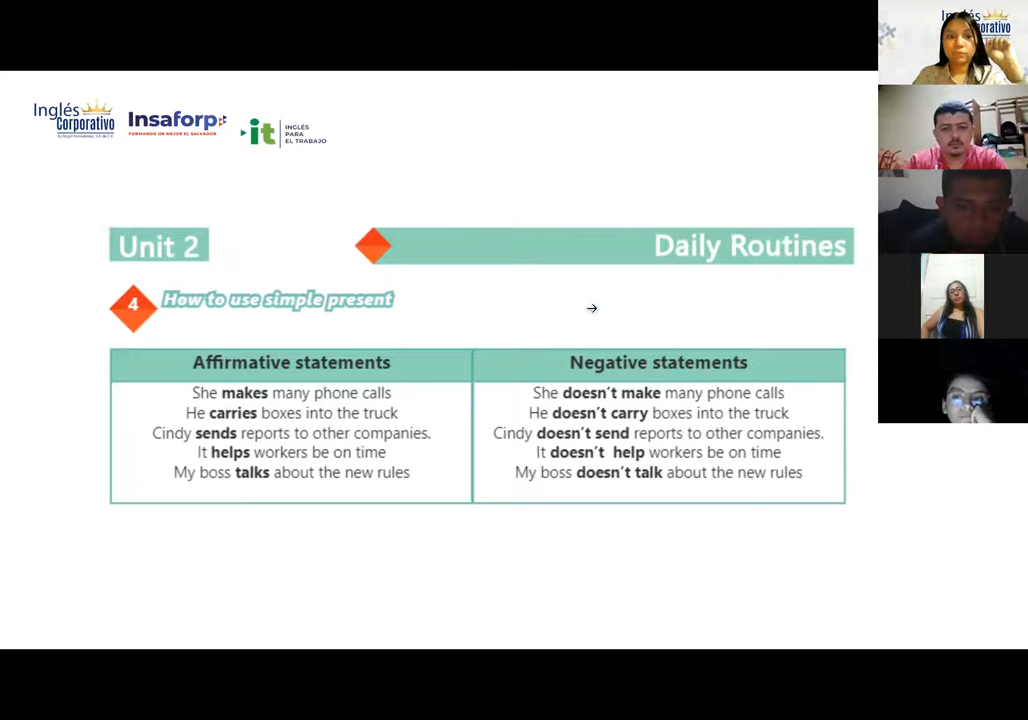 Inglés
Corporativo
Insaforp
FORMANDO UN MEJOR EL SALVADOR
it
INGLÉS
PARA
EL TRABAJO
Unit 2
Daily Routines
4
How to use simple present
Affirmative statements
She makes many phone calls
He carries boxes into the truck
Cindy sends reports to other companies.
It helps workers be on time
My boss talks about the new rules
Negative statements
She doesn't make many phone calls
He doesn't carry boxes into the truck
Cindy doesn't send reports to other companies.
It doesn't help workers be on time
My boss doesn't talk about the new rules
Inglés